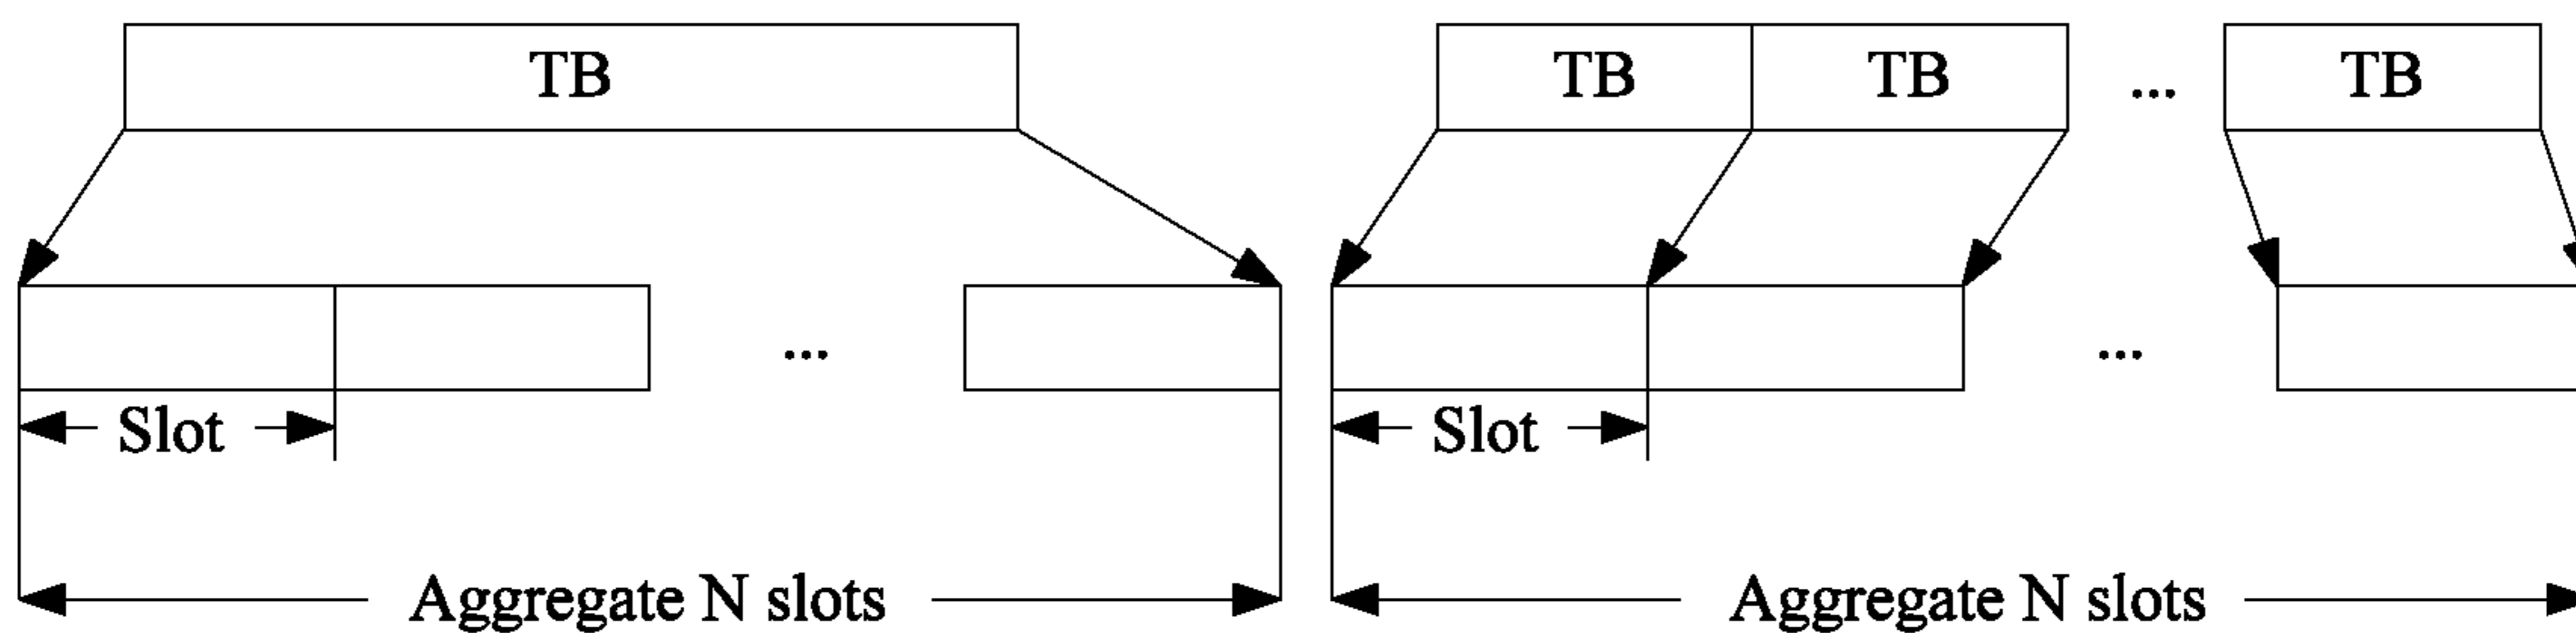 TB TB TB ... TB
... ...
Slot Slot
Aggregate N slots Aggregate N slots